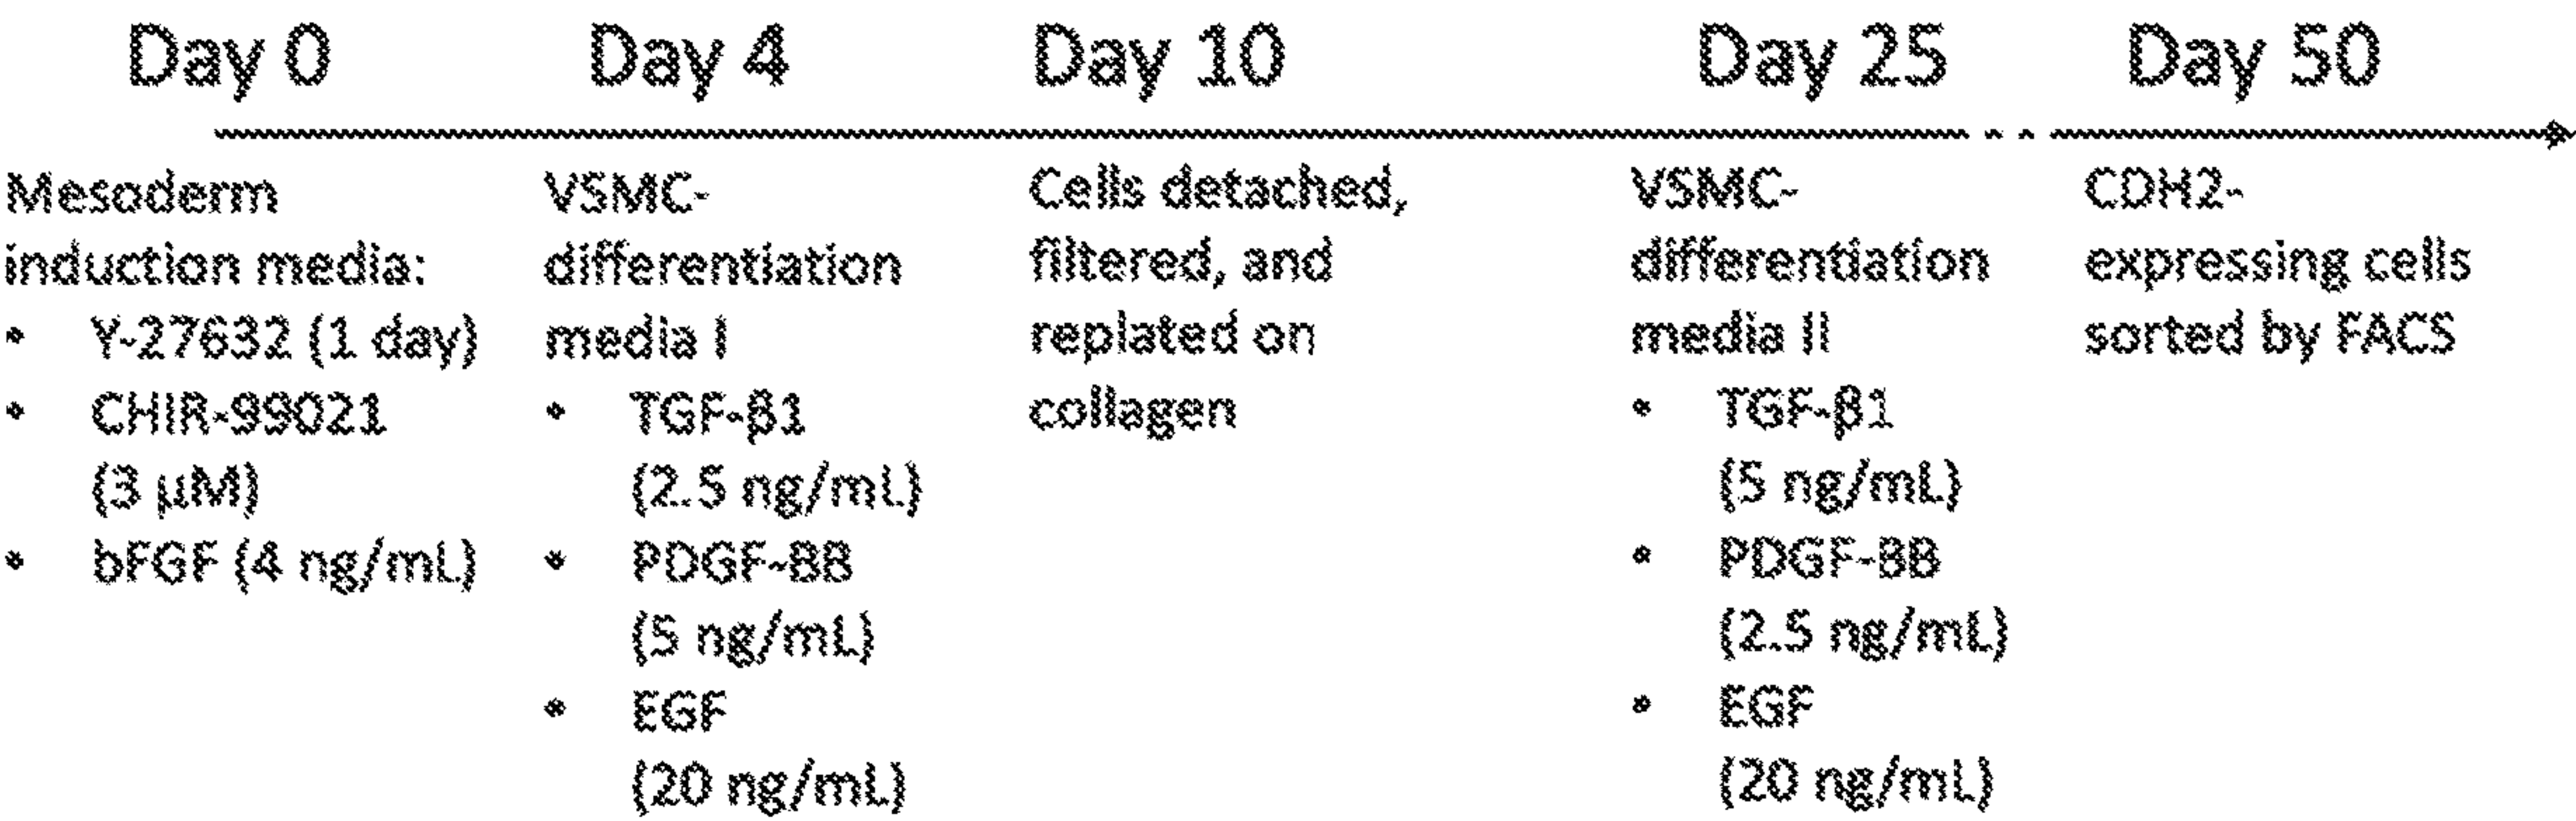 Day 0
Day 4
Day 10
Day 25
Day 50
Mesoderm
induction media:
• Y-27632 (1 day)
• CHIR-99021
(3 µM)
• bFGF (4 ng/mL)
VSMC-
differentiation
media I
• TGF-β1
(2.5 ng/mL)
• PDGF-BB
(5 ng/mL)
• EGF
(20 ng/mL)
Cells detached,
filtered, and
replated on
collagen
VSMC-
differentiation
media II
• TGF-β1
(5 ng/mL)
• PDGF-BB
(2.5 ng/mL)
• EGF
(20 ng/mL)
CDH2-
expressing cells
sorted by FACS